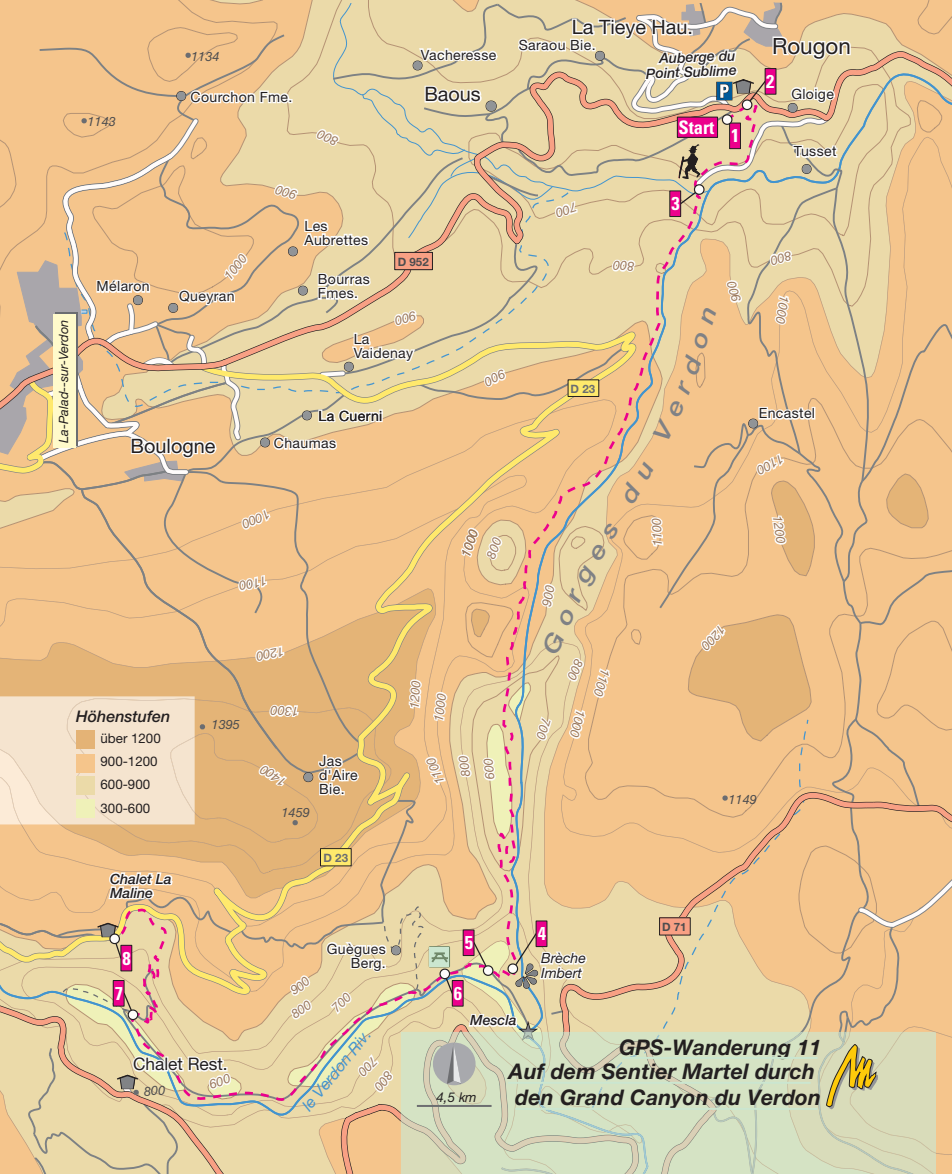 La Tieye Hau.
Rougon
Saraou Bie.
Auberge du
Point Sublime
Vacheresse
1134
Courchon Fme.
Baous
P
2
Gloige
1143
Start
1
800
Tusset
900
3
700
Les
Aubrettes
D 952
800
800
1000
Mélaron
Queyran
Bourras
Fmes.
900
1000
900
La
Vaidenay
La-Palad--sur-Verdon
900
D 23
La Cuerni
Encastel
Boulogne
Chaumas
1100
1000
1000
800
1100
1200
Gorges du Verdon
1100
900
1200
1200
800
1100
1200
1000
1300
700
1000
Höhenstufen
über 1200
900-1200
600-900
300-600
1395
1400
Jas
d'Aire
Bie.
1100
800
600
1459
1149
D 23
Chalet La
Maline
D 71
8
Guègues
Berg.
5
4
Brèche
Imbert
7
6
900
800
700
Mescla
Chalet Rest.
800
600
le Verdon Riv.
700
800
4,5 km
GPS-Wanderung 11
Auf dem Sentier Martel durch
den Grand Canyon du Verdon